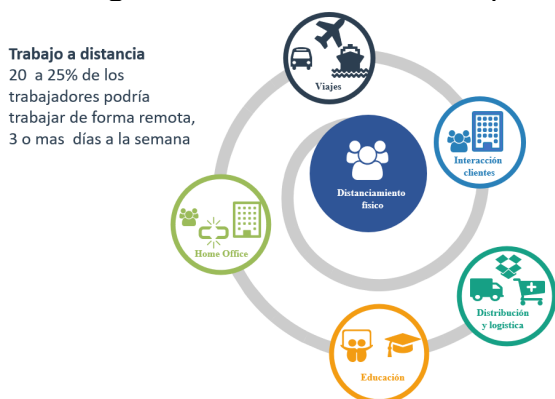 Trabajo a distancia
20 a 25% de los
trabajadores podría
trabajar de forma remota,
3 o mas días a la semana
Viajes
Interacción
clientes
Distanciamiento
físico
Home Office
Distribución
y logística
Educación